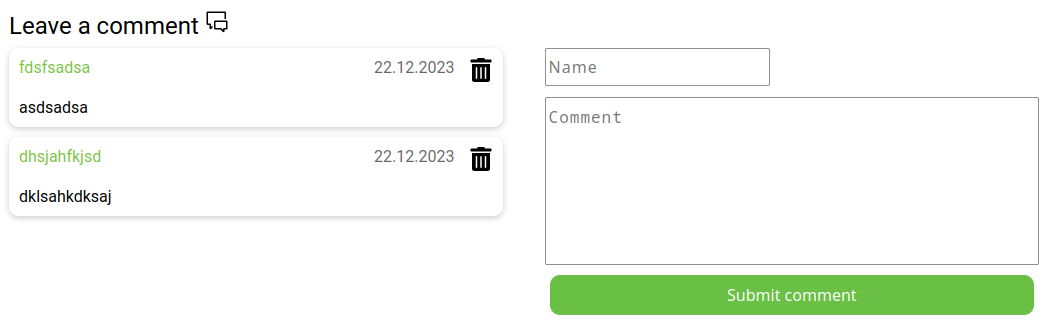 Leave a comment
fdsfsadsa 22.12.2023
asdsadsa
dhsjahfkjsd 22.12.2023
dklsahkdksaj
Name
Comment
Submit comment